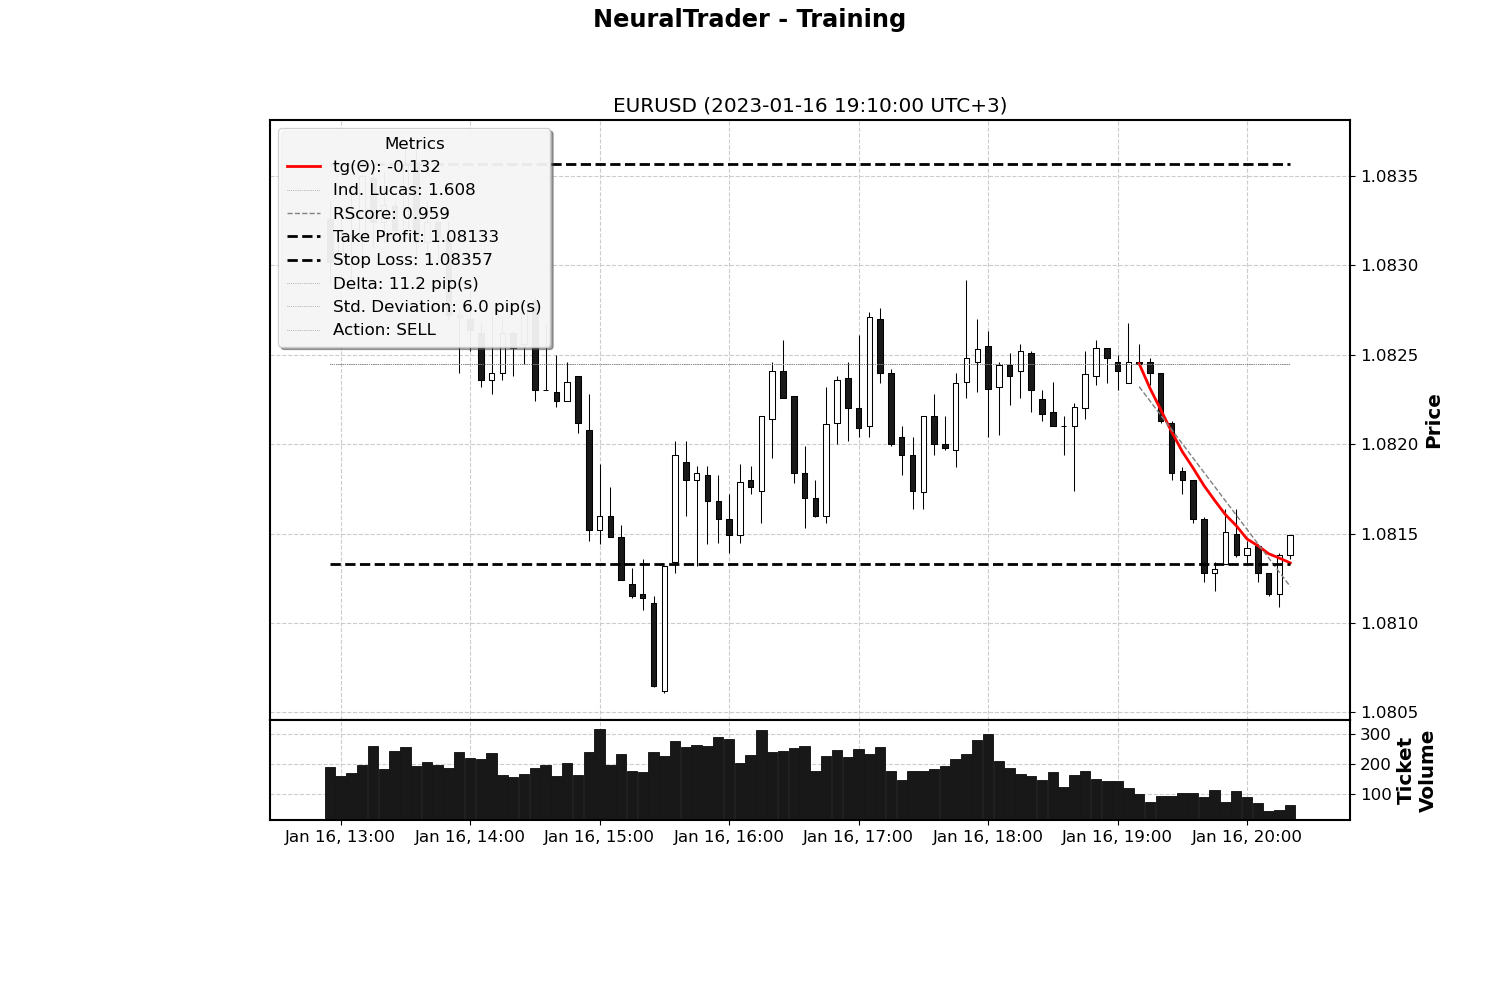 NeuralTrader - Training
EURUSD (2023-01-16 19:10:00 UTC+3)
Metrics
tg(Θ): -0.132
Ind. Lucas: 1.608
RScore: 0.959
Take Profit: 1.08133
Stop Loss: 1.08357
Delta: 11.2 pip(s)
Std. Deviation: 6.0 pip(s)
Action: SELL
1.0835
1.0830
1.0825
1.0820
1.0815
1.0810
1.0805
Price
300
200
100
Ticket
Volume
Jan 16, 13:00
Jan 16, 14:00
Jan 16, 15:00
Jan 16, 16:00
Jan 16, 17:00
Jan 16, 18:00
Jan 16, 19:00
Jan 16, 20:00